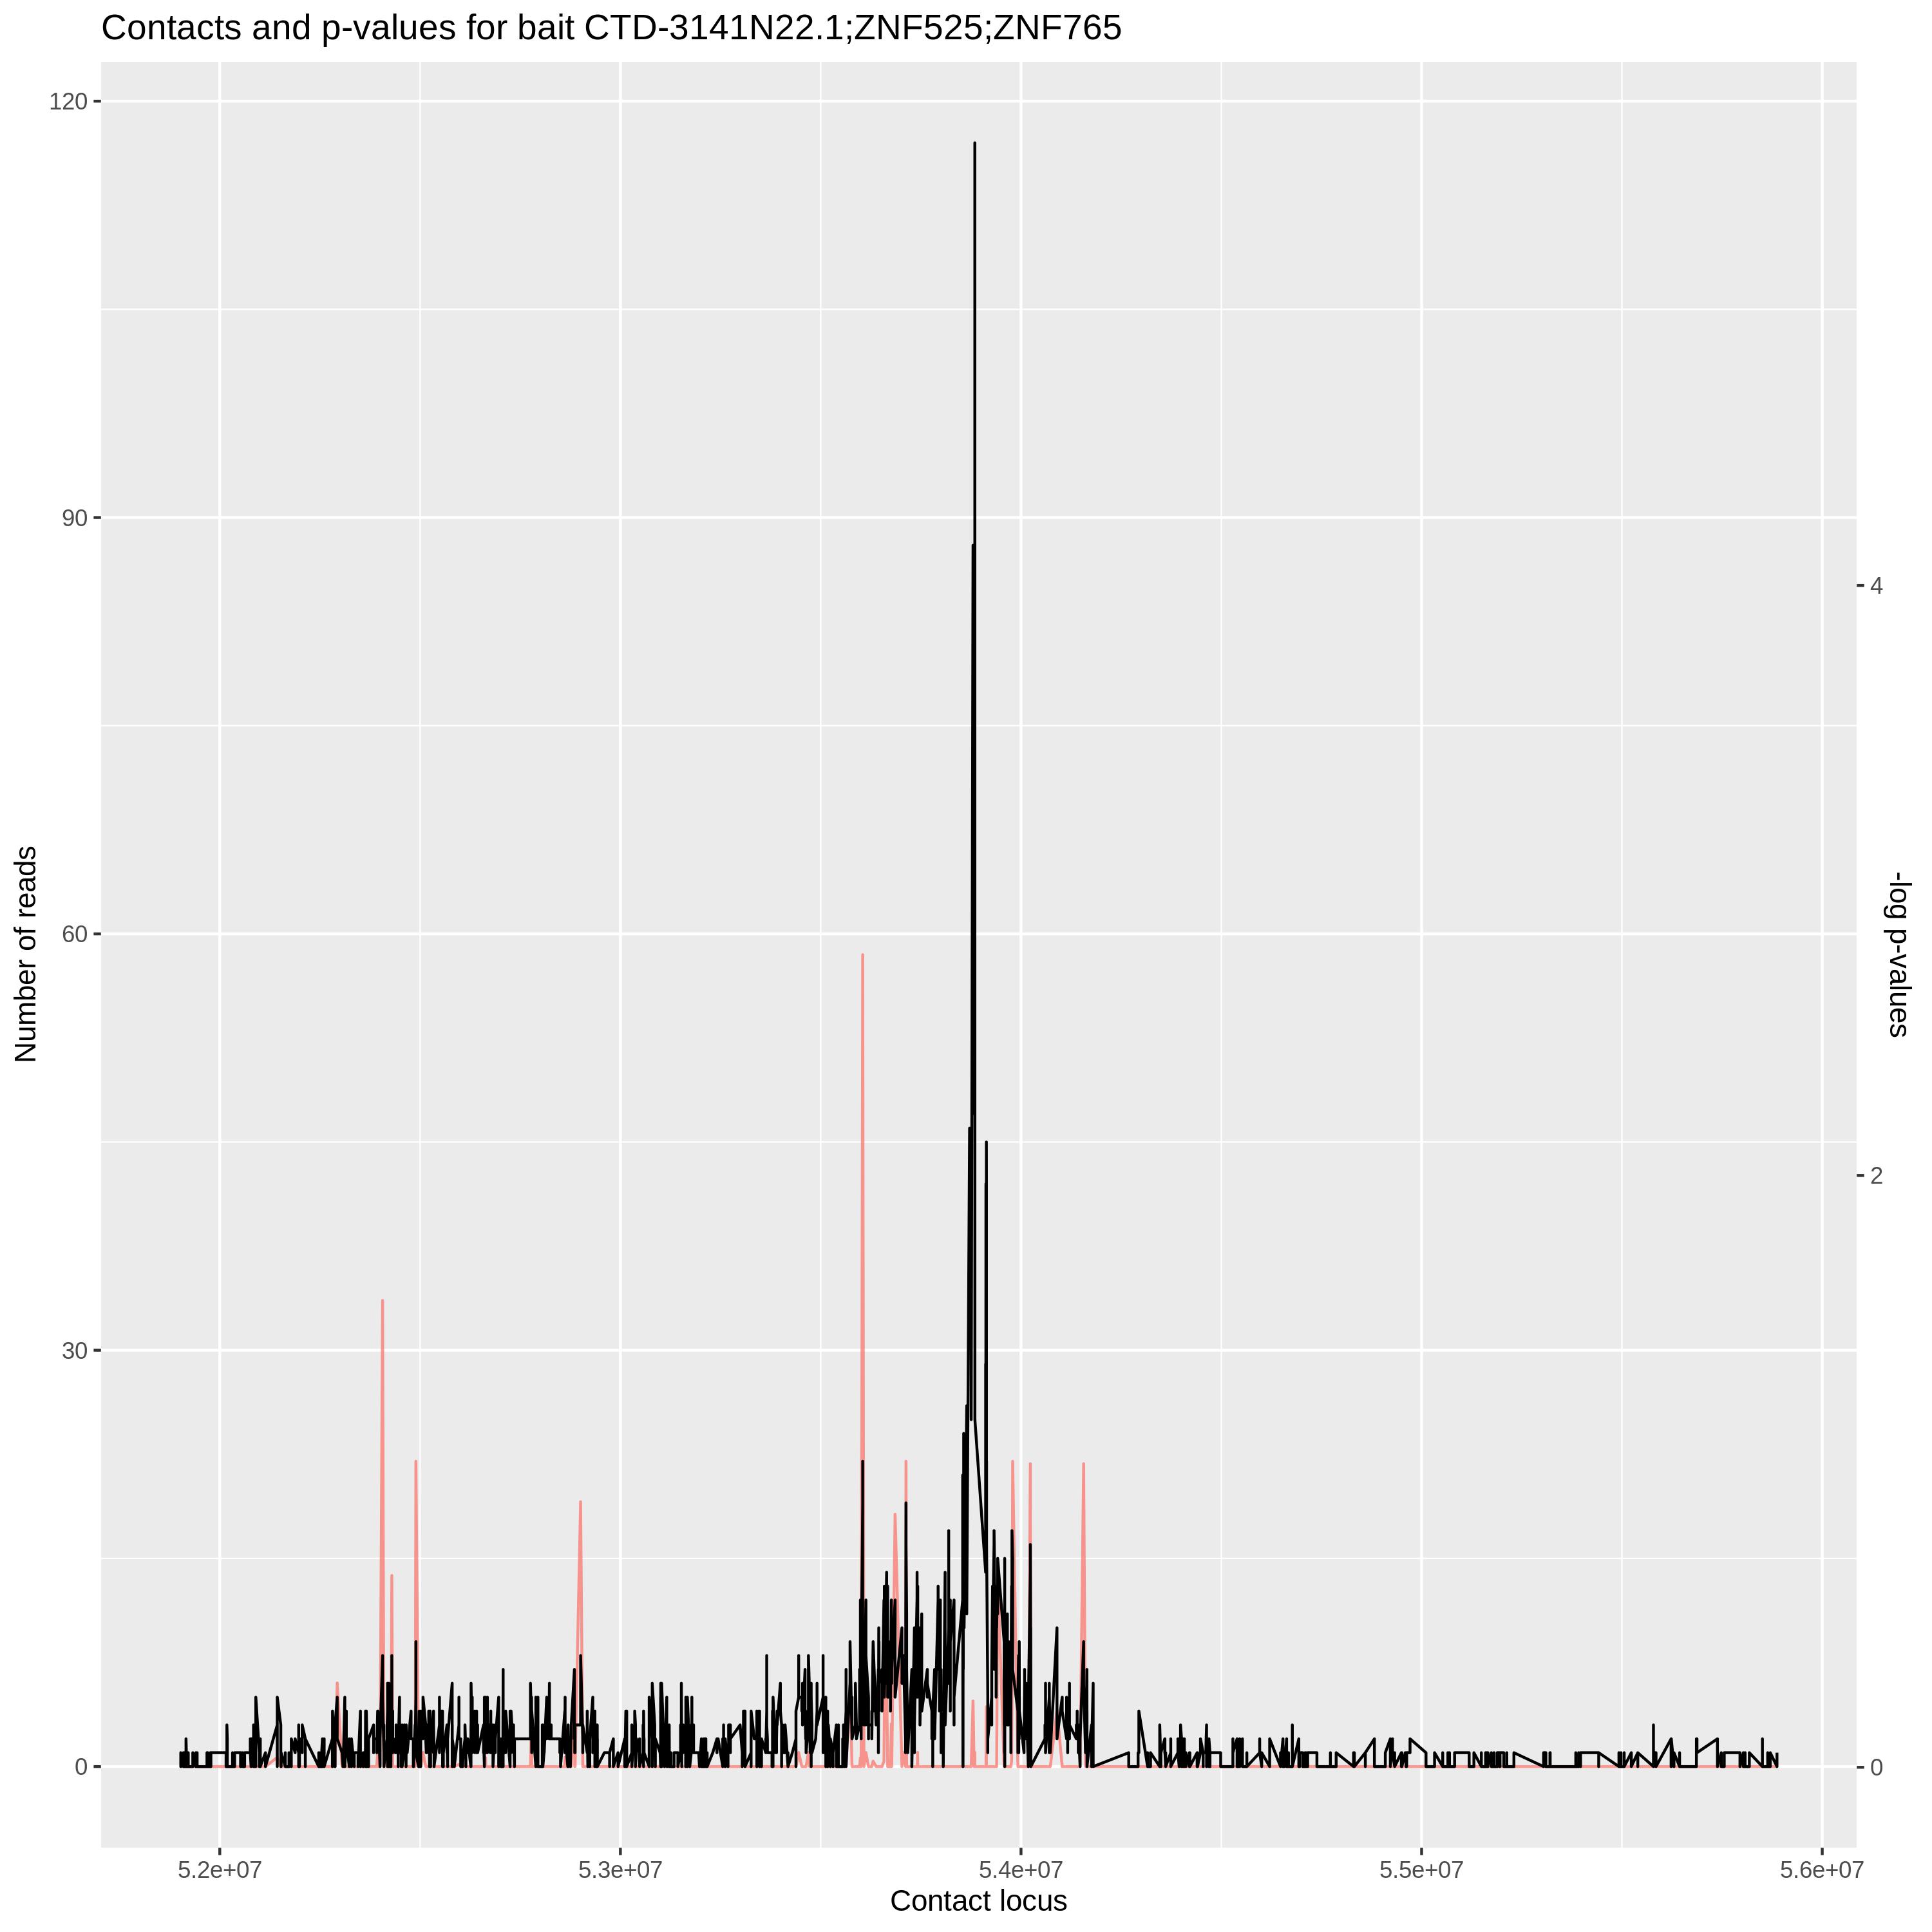 Contacts and p-values for bait CTD-3141N22.1;ZNF525;ZNF765
120
90
60
30
0
Number of reads
4
2
0
-log p-values
5.2e+07 5.3e+07 5.4e+07 5.5e+07 5.6e+07
Contact locus